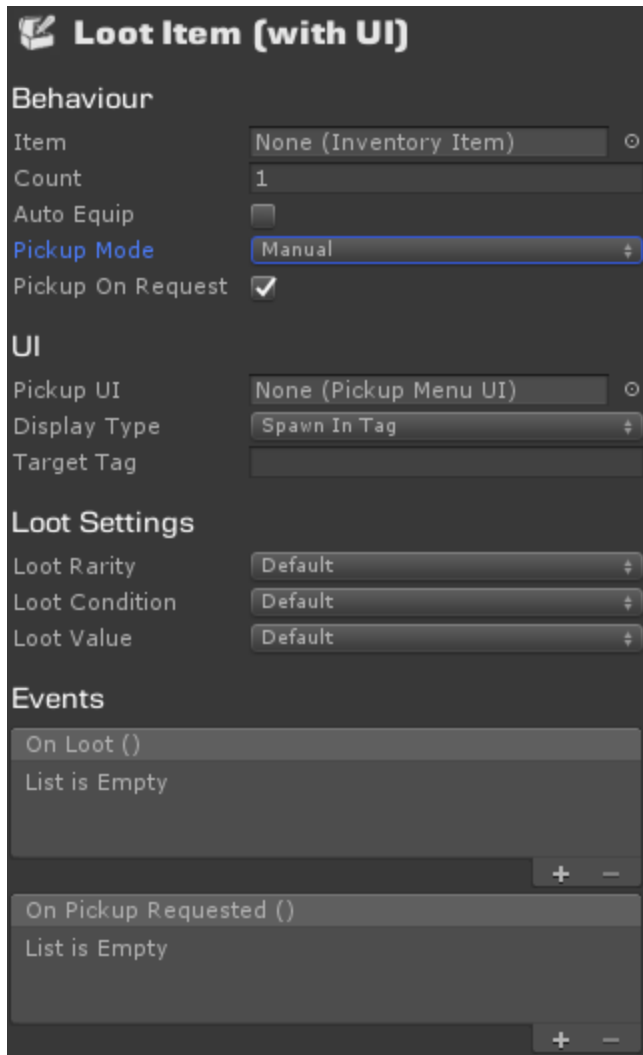 Loot Item (with UI)
Behaviour
Item None (Inventory Item)
Count 1
Auto Equip
Pickup Mode Manual
Pickup On Request
UI
Pickup UI None (Pickup Menu UI)
Display Type Spawn In Tag
Target Tag
Loot Settings
Loot Rarity Default
Loot Condition Default
Loot Value Default
Events
On Loot ()
List is Empty
+ −
On Pickup Requested ()
List is Empty
+ −